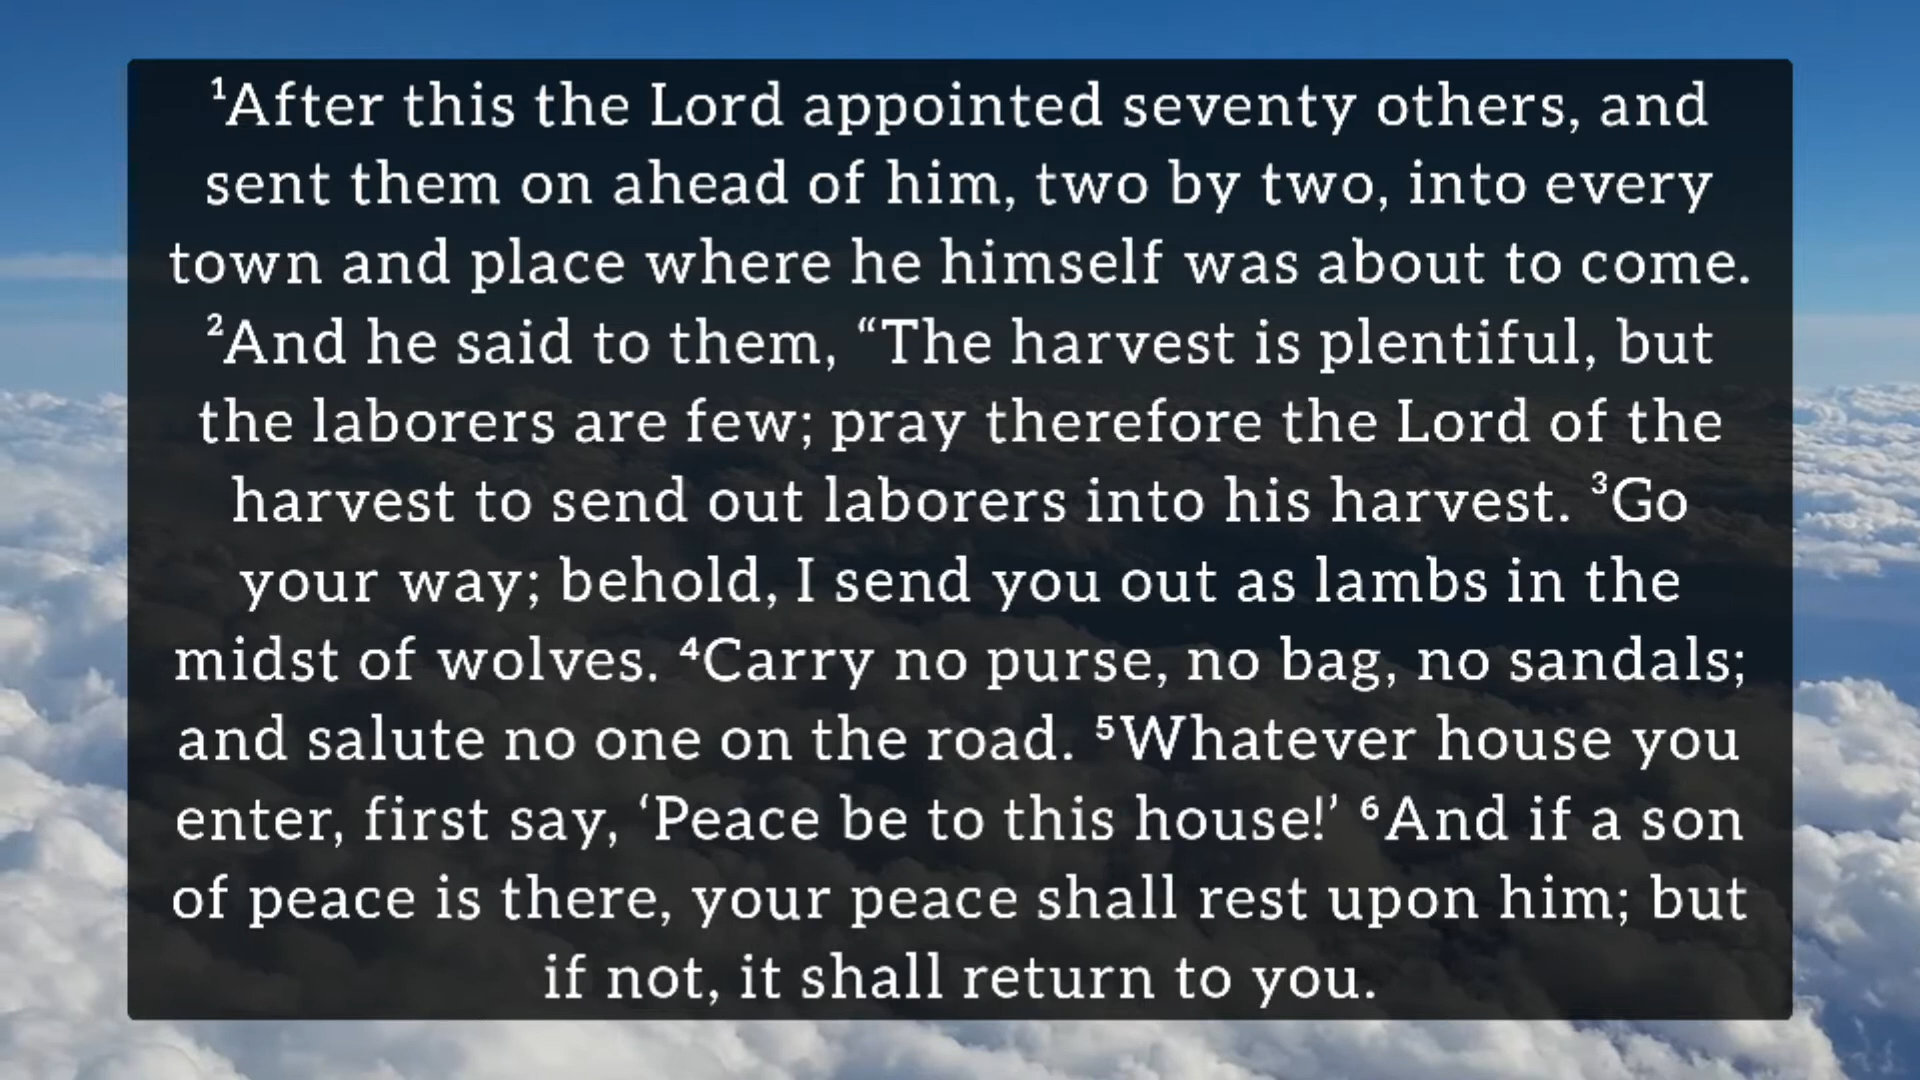 ¹After this the Lord appointed seventy others, and
sent them on ahead of him, two by two, into every
town and place where he himself was about to come.
²And he said to them, “The harvest is plentiful, but
the laborers are few; pray therefore the Lord of the
harvest to send out laborers into his harvest. ³Go
your way; behold, I send you out as lambs in the
midst of wolves. ⁴Carry no purse, no bag, no sandals;
and salute no one on the road. ⁵Whatever house you
enter, first say, ‘Peace be to this house!’ ⁶And if a son
of peace is there, your peace shall rest upon him; but
if not, it shall return to you.